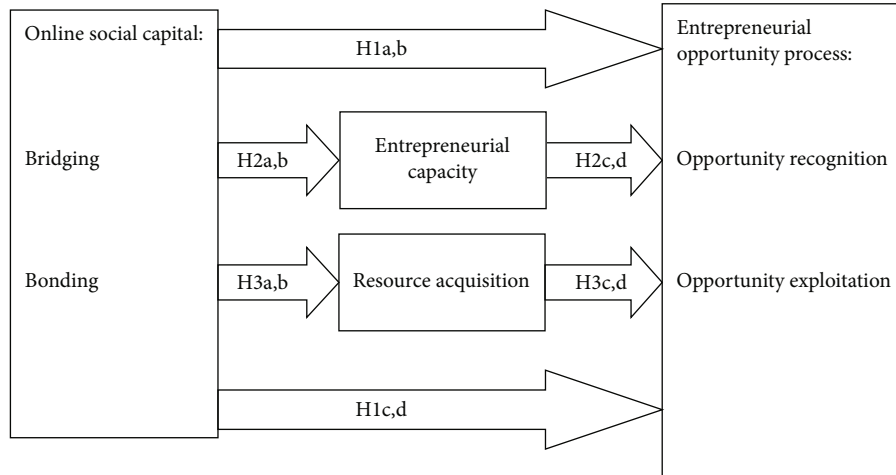 Online social capital:
Bridging
Bonding
H1a,b
H2a,b
Entrepreneurial
capacity
H2c,d
H3a,b
Resource acquisition
H3c,d
H1c,d
Entrepreneurial
opportunity process:
Opportunity recognition
Opportunity exploitation